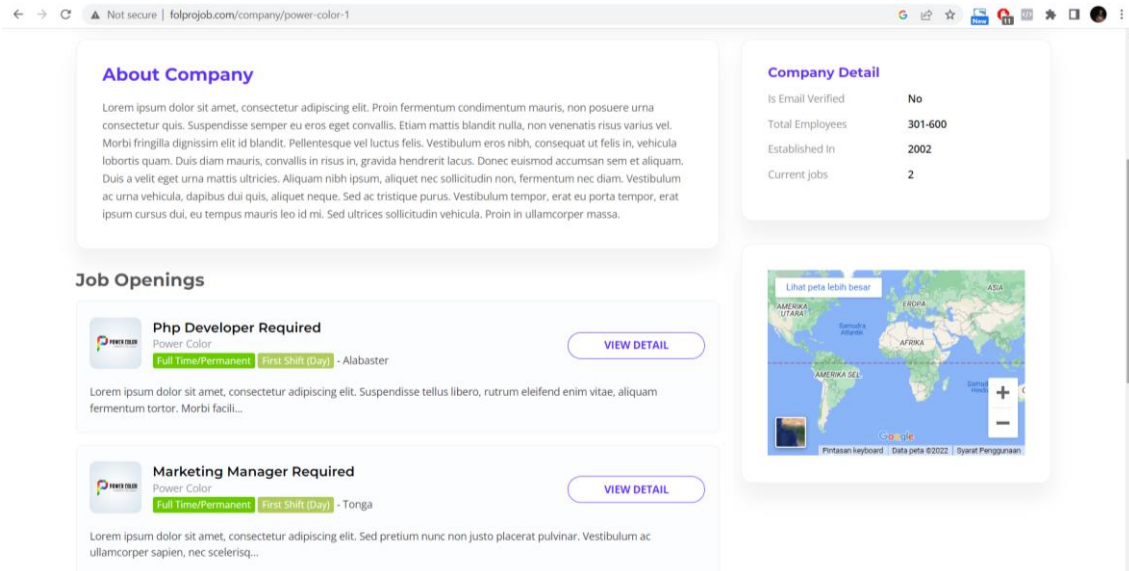 Not secure | folprojob.com/company/power-color-1
New
11
About Company
Lorem ipsum dolor sit amet, consectetur adipiscing elit. Proin fermentum condimentum mauris, non posuere urna
consectetur quis. Suspendisse semper eu eros eget convallis. Etiam mattis blandit nulla, non venenatis risus varius vel.
Morbi fringilla dignissim elit id blandit. Pellentesque vel luctus felis. Vestibulum eros nibh, consequat ut felis in, vehicula
lobortis quam. Duis diam mauris, convallis in risus in, gravida hendrerit lacus. Donec euismod accumsan sem et aliquam.
Duis a velit eget urna mattis ultricies. Aliquam nibh ipsum, aliquet nec sollicitudin non, fermentum nec diam. Vestibulum
ac urna vehicula, dapibus dui quis, aliquet neque. Sed ac tristique purus. Vestibulum tempor, erat eu porta tempor, erat
ipsum cursus dui, eu tempus mauris leo id mi. Sed ultrices sollicitudin vehicula. Proin in ullamcorper massa.
Job Openings
POWER COLOR
Php Developer Required
Power Color
Full Time/Permanent First Shift (Day) - Alabaster
VIEW DETAIL
Lorem ipsum dolor sit amet, consectetur adipiscing elit. Suspendisse tellus libero, rutrum eleifend enim vitae, aliquam
fermentum tortor. Morbi facili...
POWER COLOR
Marketing Manager Required
Power Color
Full Time/Permanent First Shift (Day) - Tonga
VIEW DETAIL
Lorem ipsum dolor sit amet, consectetur adipiscing elit. Sed pretium nunc non justo placerat pulvinar. Vestibulum ac
ullamcorper sapien, nec scelerisq...
Company Detail
Is Email Verified No
Total Employees 301-600
Established In 2002
Current jobs 2
Lihat peta lebih besar
ASIA
AMERIKA
UTARA
EROPA
Samudra
Atlantik
AFRIKA
AMERIKA SEL
Google
Pintasan keyboard Data peta ©2022 Syarat Penggunaan